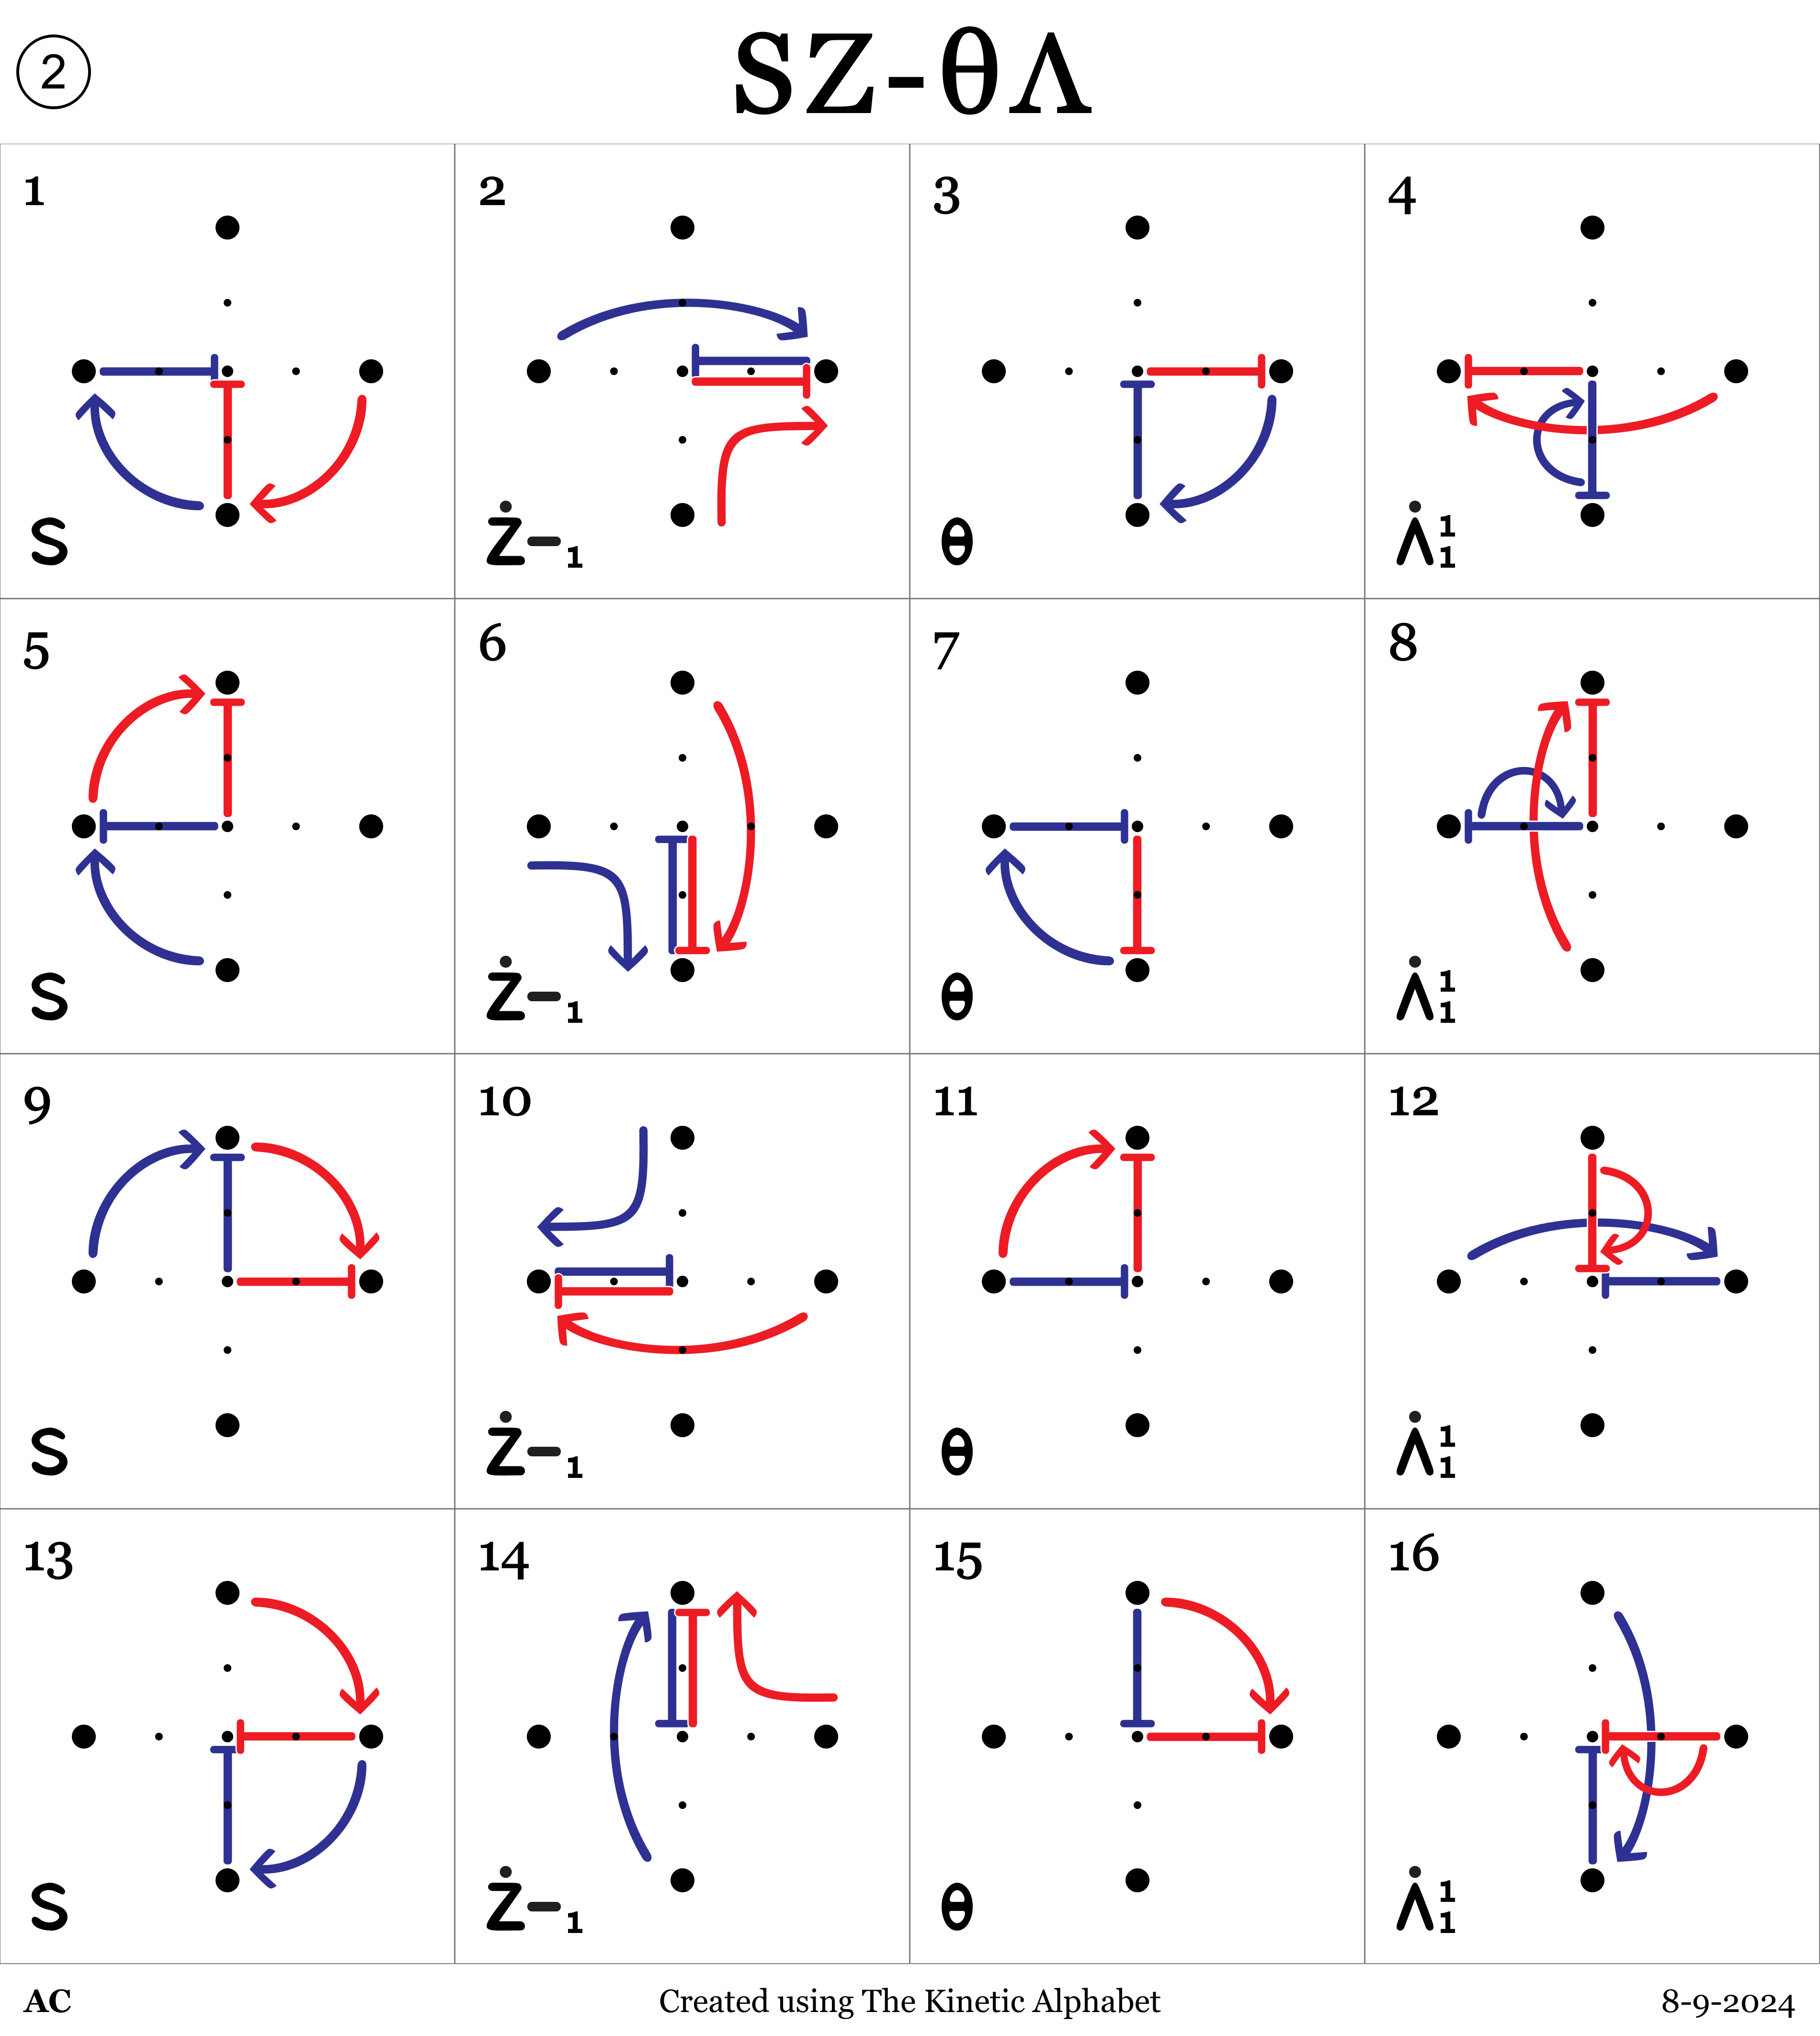 2
SZ-θΛ
1
2
3
4
S
Ż-₁
θ
Λ̇¹₁
5
6
7
8
S
Ż-₁
θ
Λ̇¹₁
9
10
11
12
S
Ż-₁
θ
Λ̇¹₁
13
14
15
16
S
Ż-₁
θ
Λ̇¹₁
AC
Created using The Kinetic Alphabet
8-9-2024